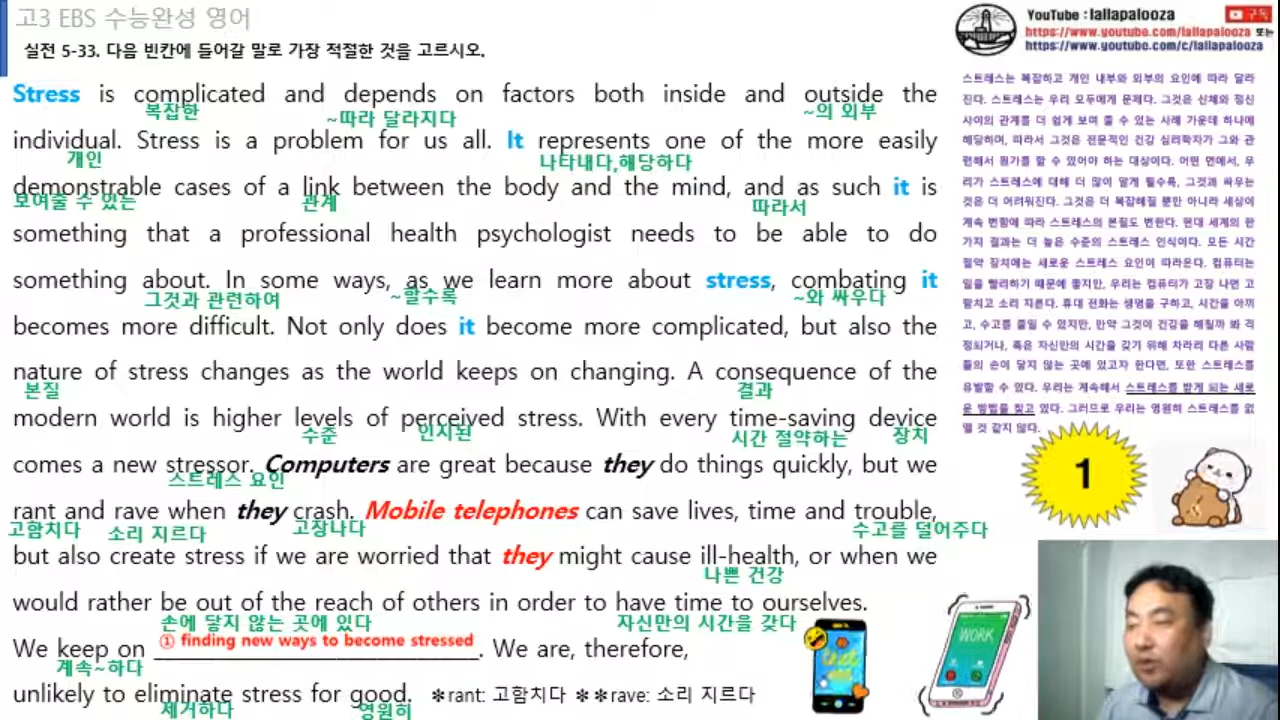 고3 EBS 수능완성 영어
실전 5-33. 다음 빈칸에 들어갈 말로 가장 적절한 것을 고르시오.
YouTube : lallapalooza
구독
https://www.youtube.com/lallapalooza 또는
https://www.youtube.com/c/lallapalooza
Stress is complicated and depends on factors both inside and outside the
복잡한 ~따라 달라지다 ~의 외부
individual. Stress is a problem for us all. It represents one of the more easily
개인 나타내다,해당하다
demonstrable cases of a link between the body and the mind, and as such it is
보여줄 수 있는 관계 따라서
something that a professional health psychologist needs to be able to do
something about. In some ways, as we learn more about stress, combating it
그것과 관련하여 ~할수록 ~와 싸우다
becomes more difficult. Not only does it become more complicated, but also the
nature of stress changes as the world keeps on changing. A consequence of the
본질 결과
modern world is higher levels of perceived stress. With every time-saving device
수준 인지된 시간 절약하는 장치
comes a new stressor. Computers are great because they do things quickly, but we
스트레스 요인
rant and rave when they crash. Mobile telephones can save lives, time and trouble,
고함치다 소리 지르다 고장나다 수고를 덜어주다
but also create stress if we are worried that they might cause ill-health, or when we
나쁜 건강
would rather be out of the reach of others in order to have time to ourselves.
손에 닿지 않는 곳에 있다 자신만의 시간을 갖다
We keep on ① finding new ways to become stressed. We are, therefore,
계속~하다
unlikely to eliminate stress for good. ∗rant: 고함치다 ∗∗rave: 소리 지르다
제거하다 영원히
스트레스는 복잡하고 개인 내부와 외부의 요인에 따라 달라
진다. 스트레스는 우리 모두에게 문제다. 그것은 신체와 정신
사이의 관계를 더 쉽게 보여 줄 수 있는 사례 가운데 하나에
해당하며, 따라서 그것은 전문적인 건강 심리학자가 그와 관
련해서 뭔가를 할 수 있어야 하는 대상이다. 어떤 면에서, 우
리가 스트레스에 대해 더 많이 알게 될수록, 그것과 싸우는
것은 더 어려워진다. 그것은 더 복잡해질 뿐만 아니라 세상이
계속 변함에 따라 스트레스의 본질도 변한다. 현대 세계의 한
가지 결과는 더 높은 수준의 스트레스 인식이다. 모든 시간
절약 장치에는 새로운 스트레스 요인이 따라온다. 컴퓨터는
일을 빨리하기 때문에 좋지만, 우리는 컴퓨터가 고장 나면 고
함치고 소리 지른다. 휴대 전화는 생명을 구하고, 시간을 아끼
고, 수고를 줄일 수 있지만, 만약 그것이 건강을 해칠까 봐 걱
정되거나, 혹은 자신만의 시간을 갖기 위해 차라리 다른 사람
들의 손이 닿지 않는 곳에 있고자 한다면, 또한 스트레스를
유발할 수 있다. 우리는 계속해서 스트레스를 받게 되는 새로
운 방법을 찾고 있다. 그러므로 우리는 영원히 스트레스를 없
앨 것 같지 않다.
1
WORK